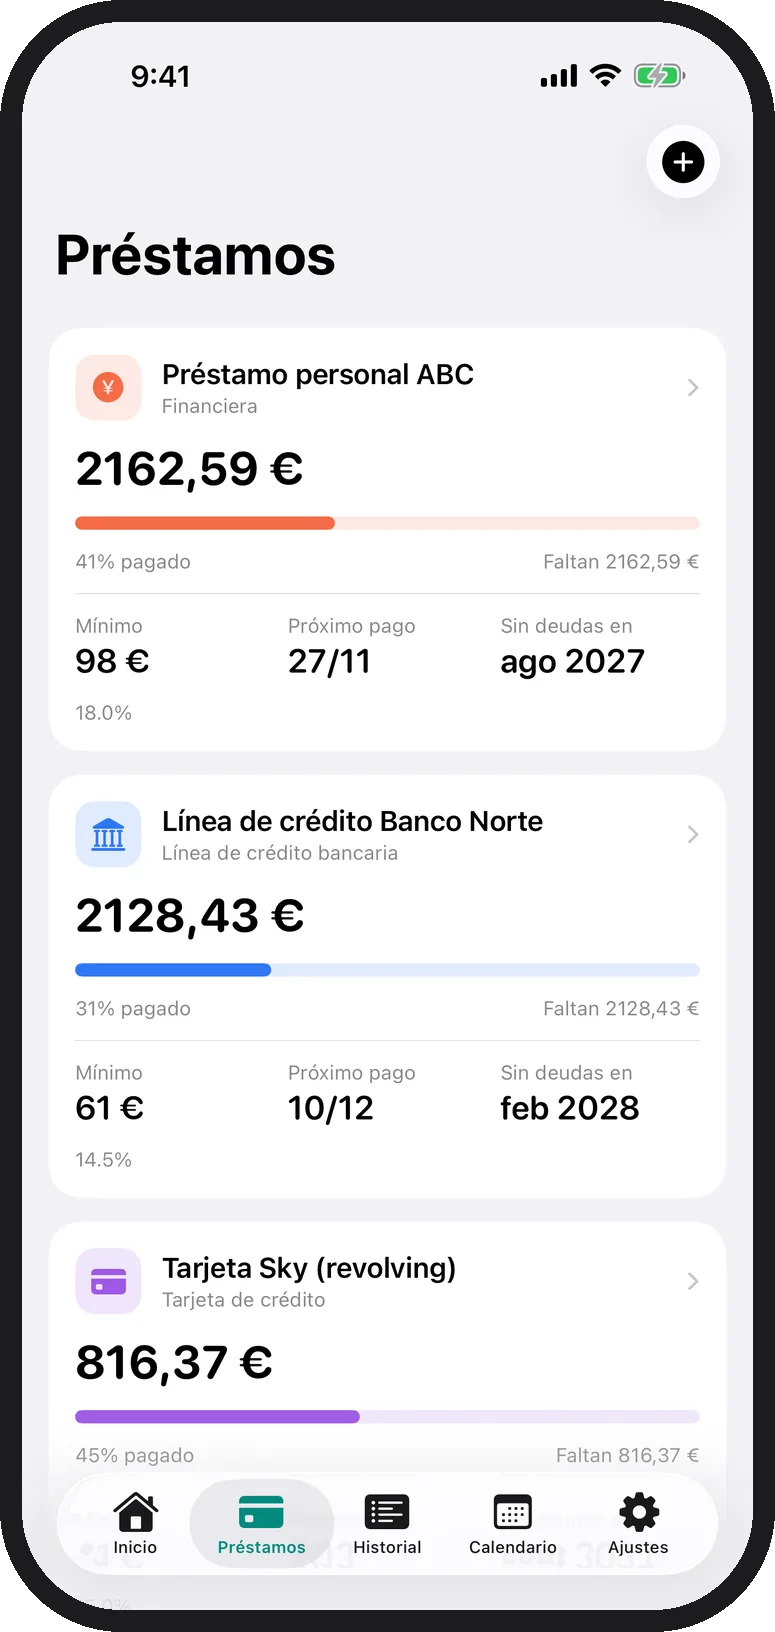 9:41
Préstamos
¥
Préstamo personal ABC
Financiera
2162,59 €
41% pagado
Faltan 2162,59 €
Mínimo
Próximo pago
Sin deudas en
98 €
27/11
ago 2027
18.0%
Línea de crédito Banco Norte
Línea de crédito bancaria
2128,43 €
31% pagado
Faltan 2128,43 €
Mínimo
Próximo pago
Sin deudas en
61 €
10/12
feb 2028
14.5%
Tarjeta Sky (revolving)
Tarjeta de crédito
816,37 €
45% pagado
Faltan 816,37 €
Inicio
Préstamos
Historial
Calendario
Ajustes